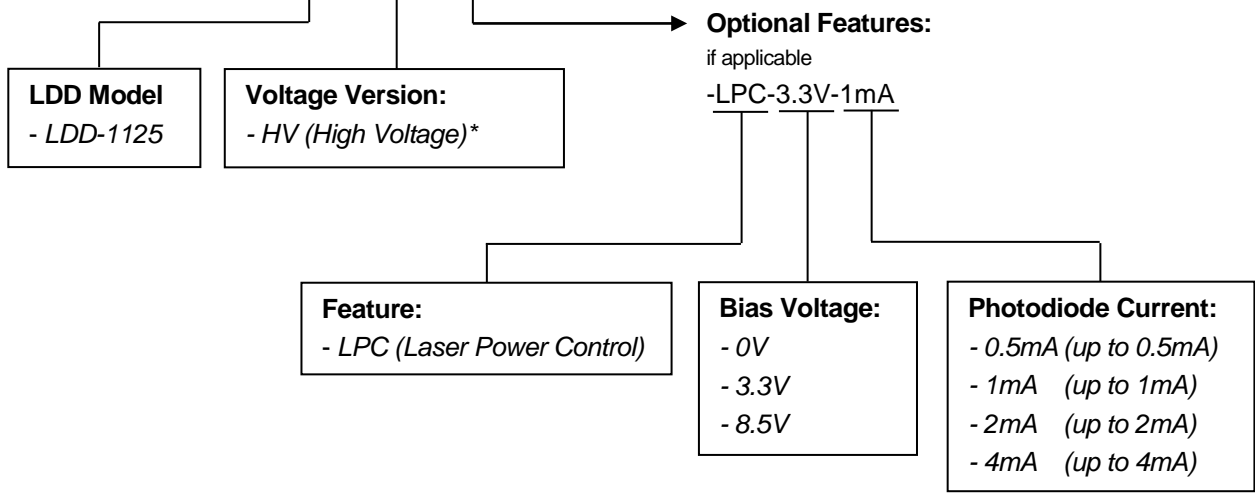 Optional Features:
if applicable
-LPC-3.3V-1mA
LDD Model
- LDD-1125
Voltage Version:
- HV (High Voltage)*
Feature:
- LPC (Laser Power Control)
Bias Voltage:
- 0V
- 3.3V
- 8.5V
Photodiode Current:
- 0.5mA (up to 0.5mA)
- 1mA (up to 1mA)
- 2mA (up to 2mA)
- 4mA (up to 4mA)